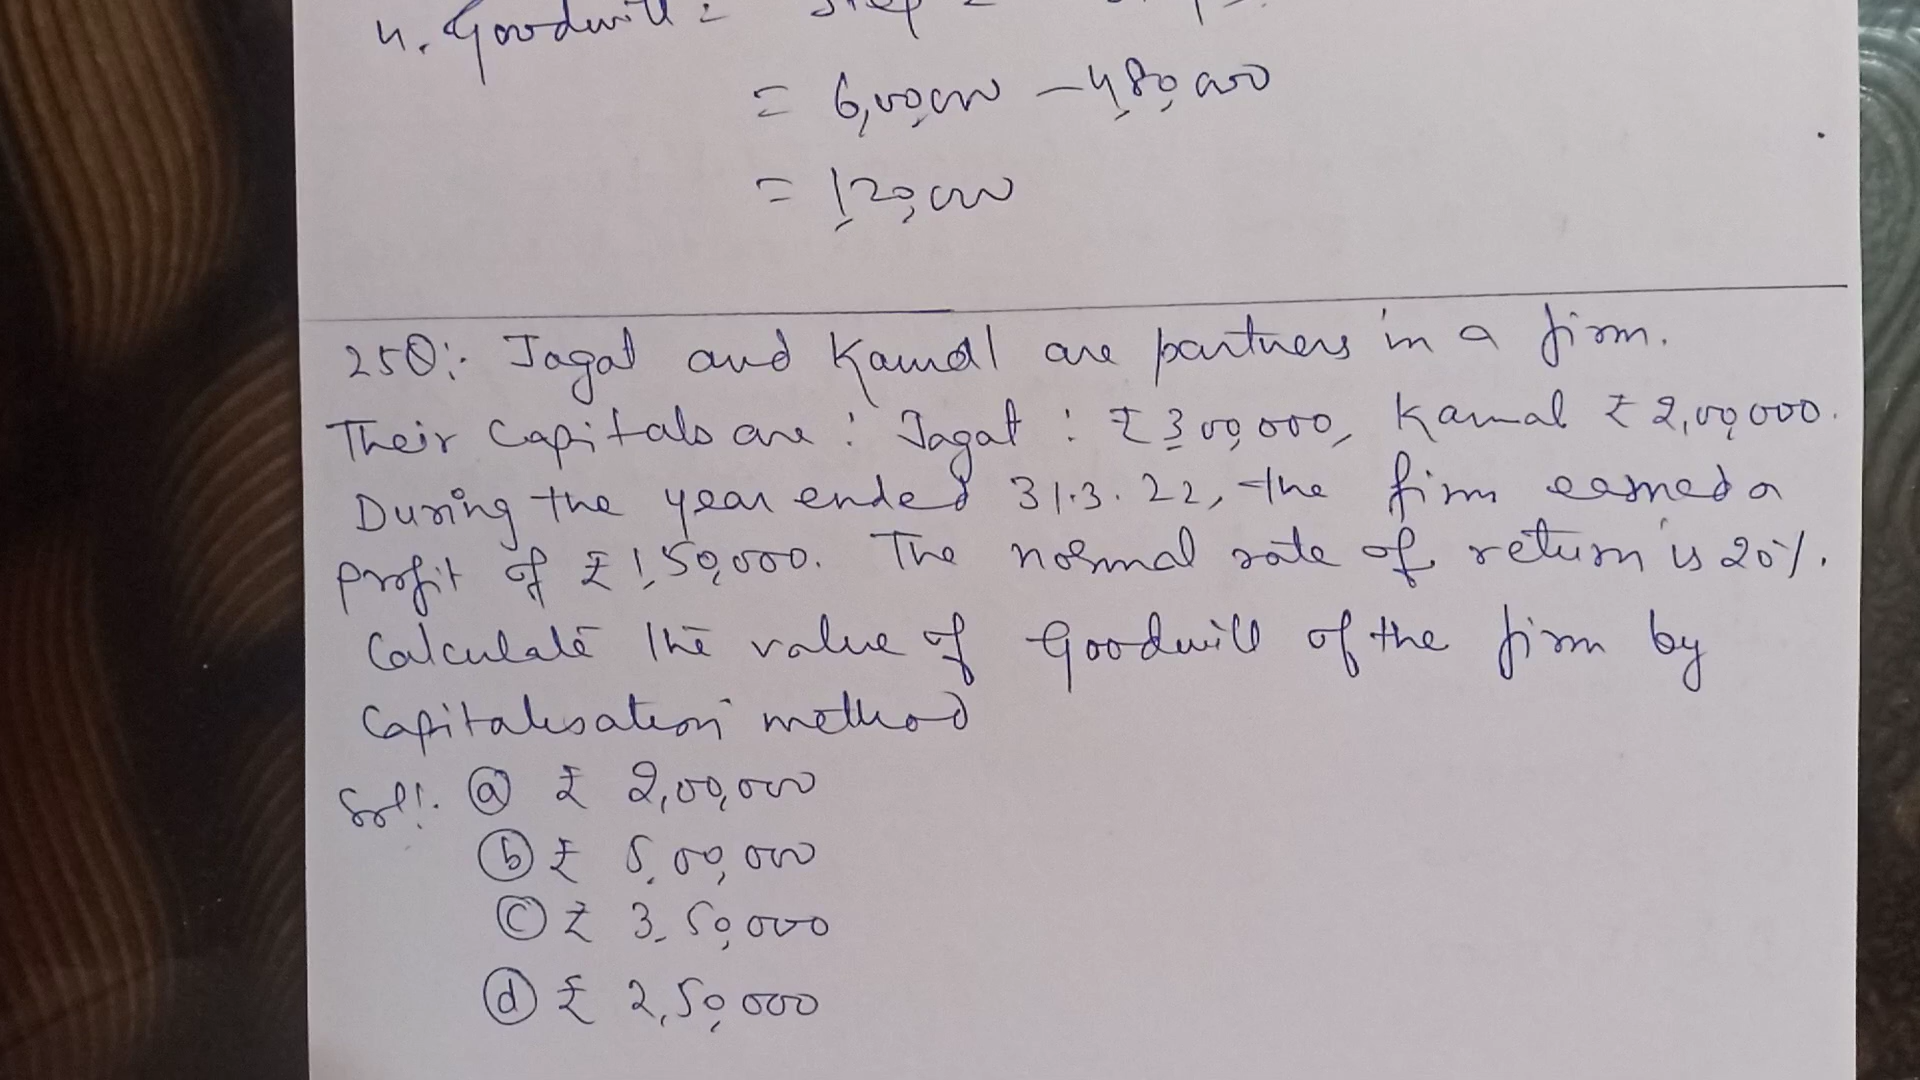 4. Goodwill = Step 2
= 6,00,000 - 4,80,000
= 1,20,000
25Q:- Jagat and Kamal are partners in a firm.
Their Capitals are : Jagat : ₹ 3,00,000, Kamal ₹ 2,00,000.
During the year ended 31.3.22, the firm earned a
profit of ₹ 1,50,000. The normal rate of return is 20%.
Calculate the value of Goodwill of the firm by
Capitalisation method
Sol:- (a) ₹ 2,00,000
(b) ₹ 5,00,000
(c) ₹ 3,50,000
(d) ₹ 2,50,000